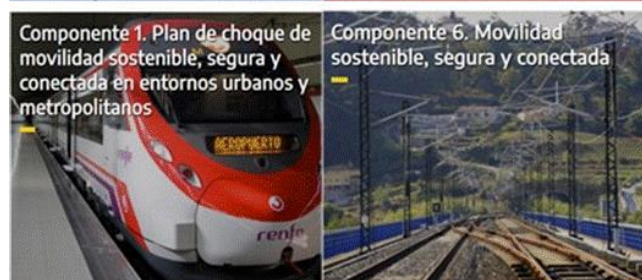 Componente 1. Plan de choque de
movilidad sostenible, segura y
conectada en entornos urbanos y
metropolitanos
Componente 6. Movilidad
sostenible, segura y conectada
AEROPUERTO
renfe